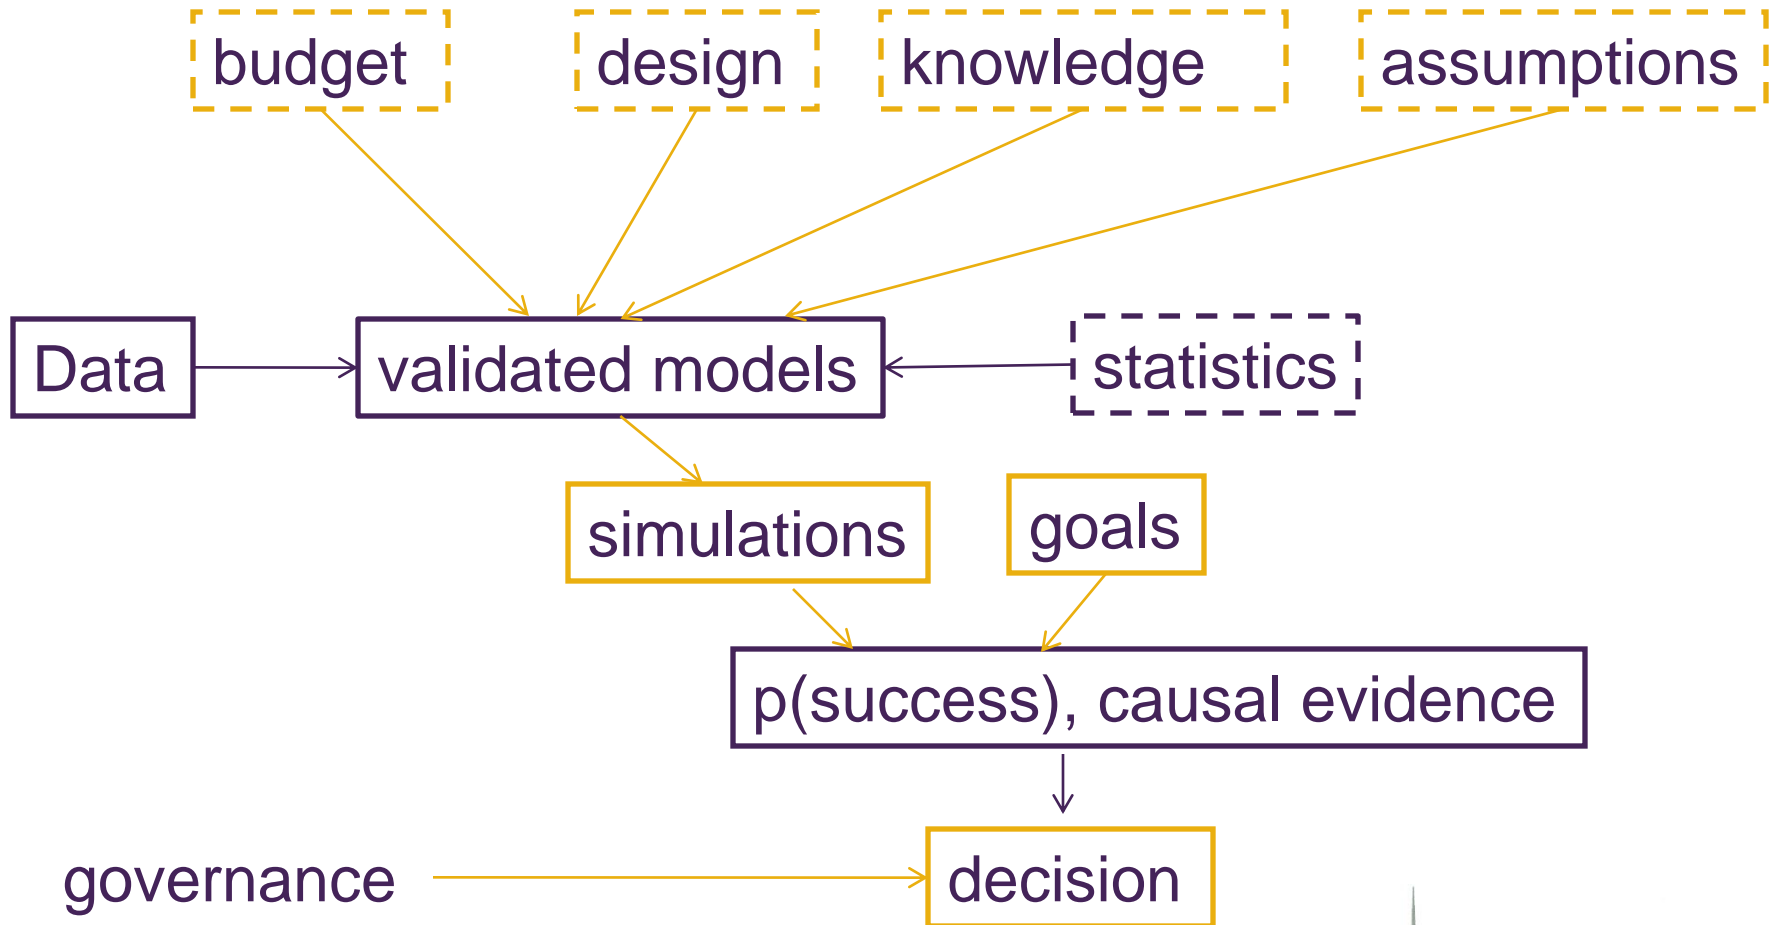 budget
design
knowledge
assumptions
Data
validated models
statistics
simulations
goals
p(success), causal evidence
governance
decision